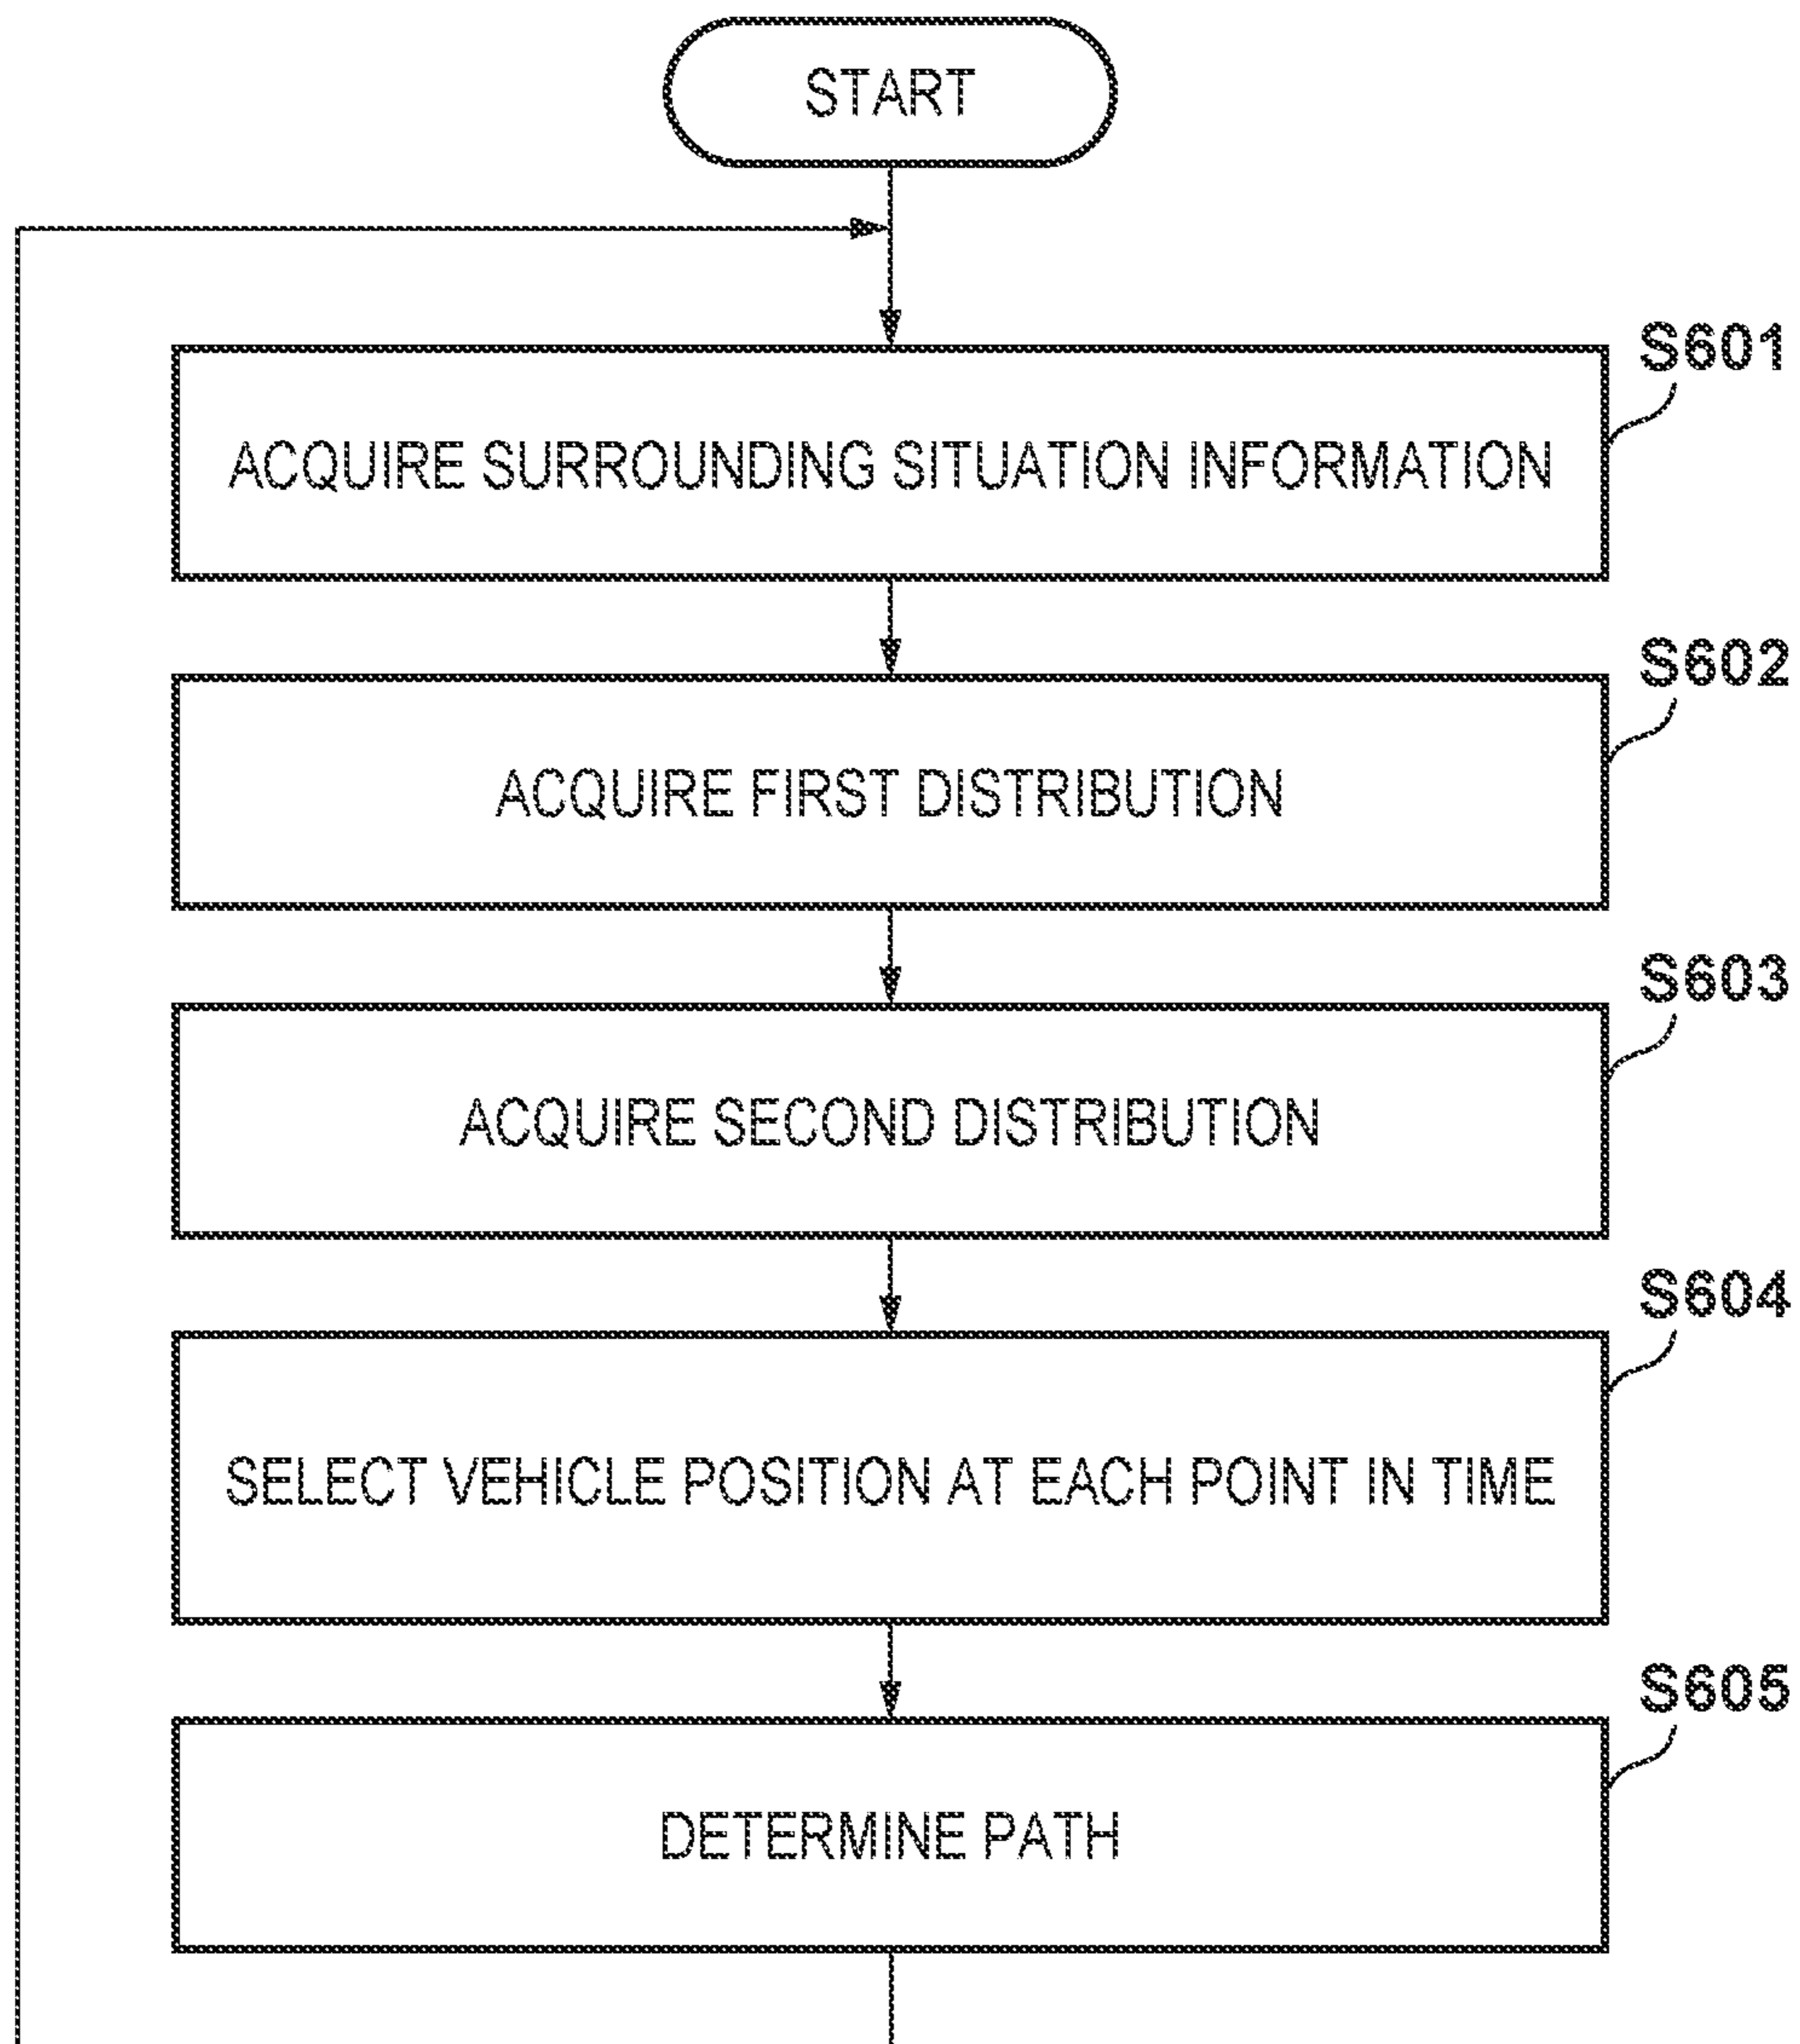 START
S601
ACQUIRE SURROUNDING SITUATION INFORMATION
S602
ACQUIRE FIRST DISTRIBUTION
S603
ACQUIRE SECOND DISTRIBUTION
S604
SELECT VEHICLE POSITION AT EACH POINT IN TIME
S605
DETERMINE PATH